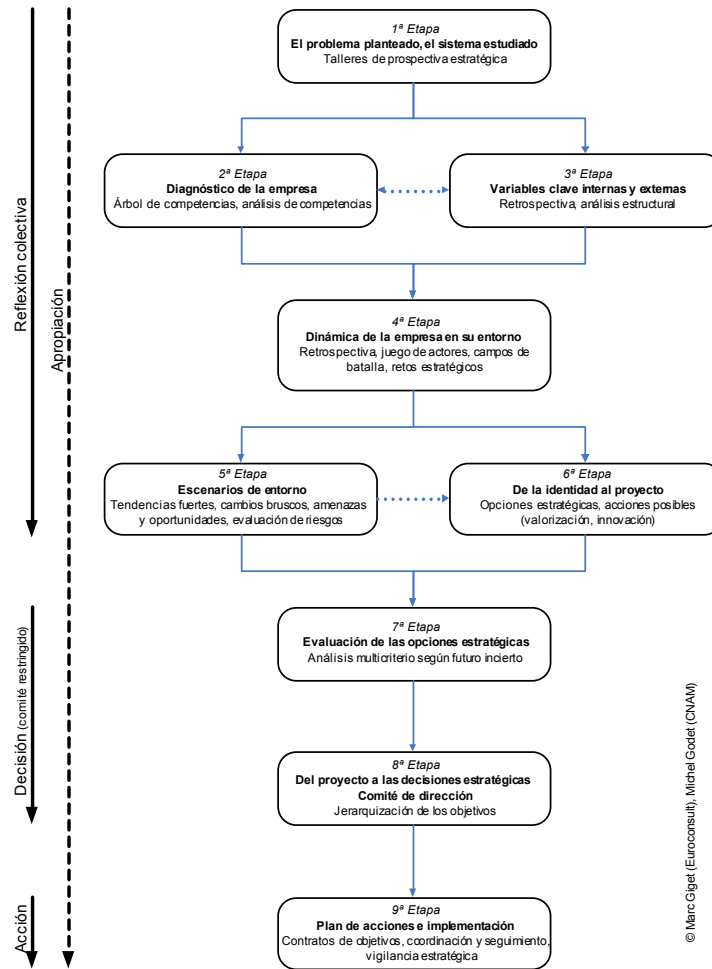 1ª Etapa
El problema planteado, el sistema estudiado
Talleres de prospectiva estratégica
2ª Etapa
Diagnóstico de la empresa
Árbol de competencias, análisis de competencias
3ª Etapa
Variables clave internas y externas
Retrospectiva, análisis estructural
4ª Etapa
Dinámica de la empresa en su entorno
Retrospectiva, juego de actores, campos de
batalla, retos estratégicos
5ª Etapa
Escenarios de entorno
Tendencias fuertes, cambios bruscos, amenazas
y oportunidades, evaluación de riesgos
6ª Etapa
De la identidad al proyecto
Opciones estratégicas, acciones posibles
(valorización, innovación)
7ª Etapa
Evaluación de las opciones estratégicas
Análisis multicriterio según futuro incierto
8ª Etapa
Del proyecto a las decisiones estratégicas
Comité de dirección
Jerarquización de los objetivos
9ª Etapa
Plan de acciones e implementación
Contratos de objetivos, coordinación y seguimiento,
vigilancia estratégica
Reflexión colectiva
Apropiación
Decisión (comité restringido)
Acción
© Marc Giget (Euroconsult), Michel Godet (CNAM)